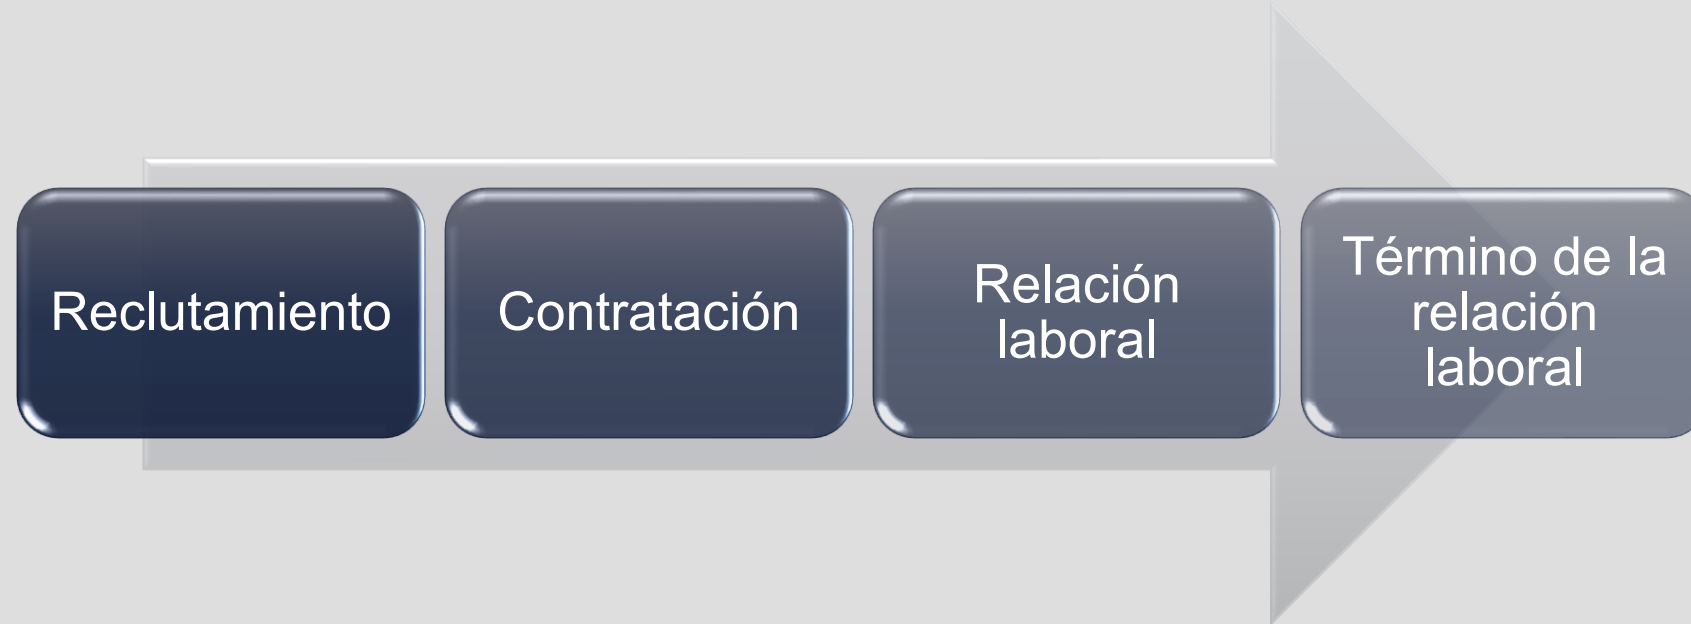 Reclutamiento
Contratación
Relación
laboral
Término de la
relación
laboral